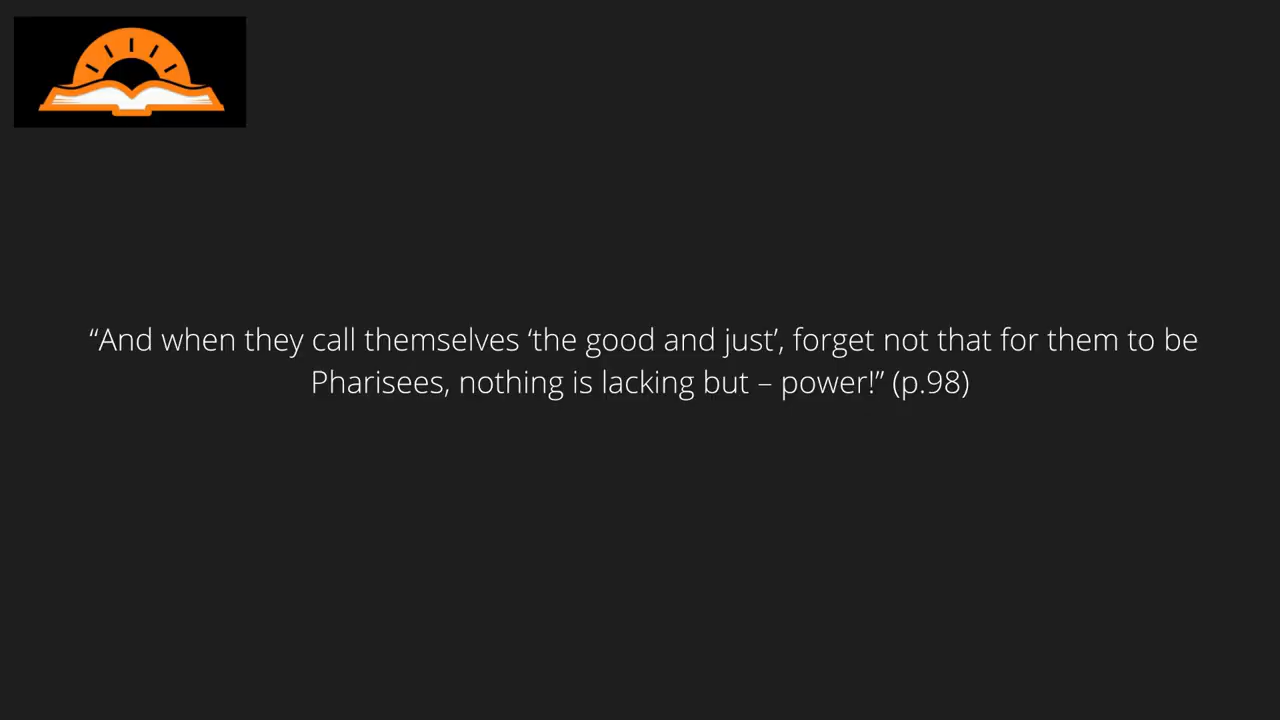 “And when they call themselves ‘the good and just’, forget not that for them to be
Pharisees, nothing is lacking but – power!” (p.98)